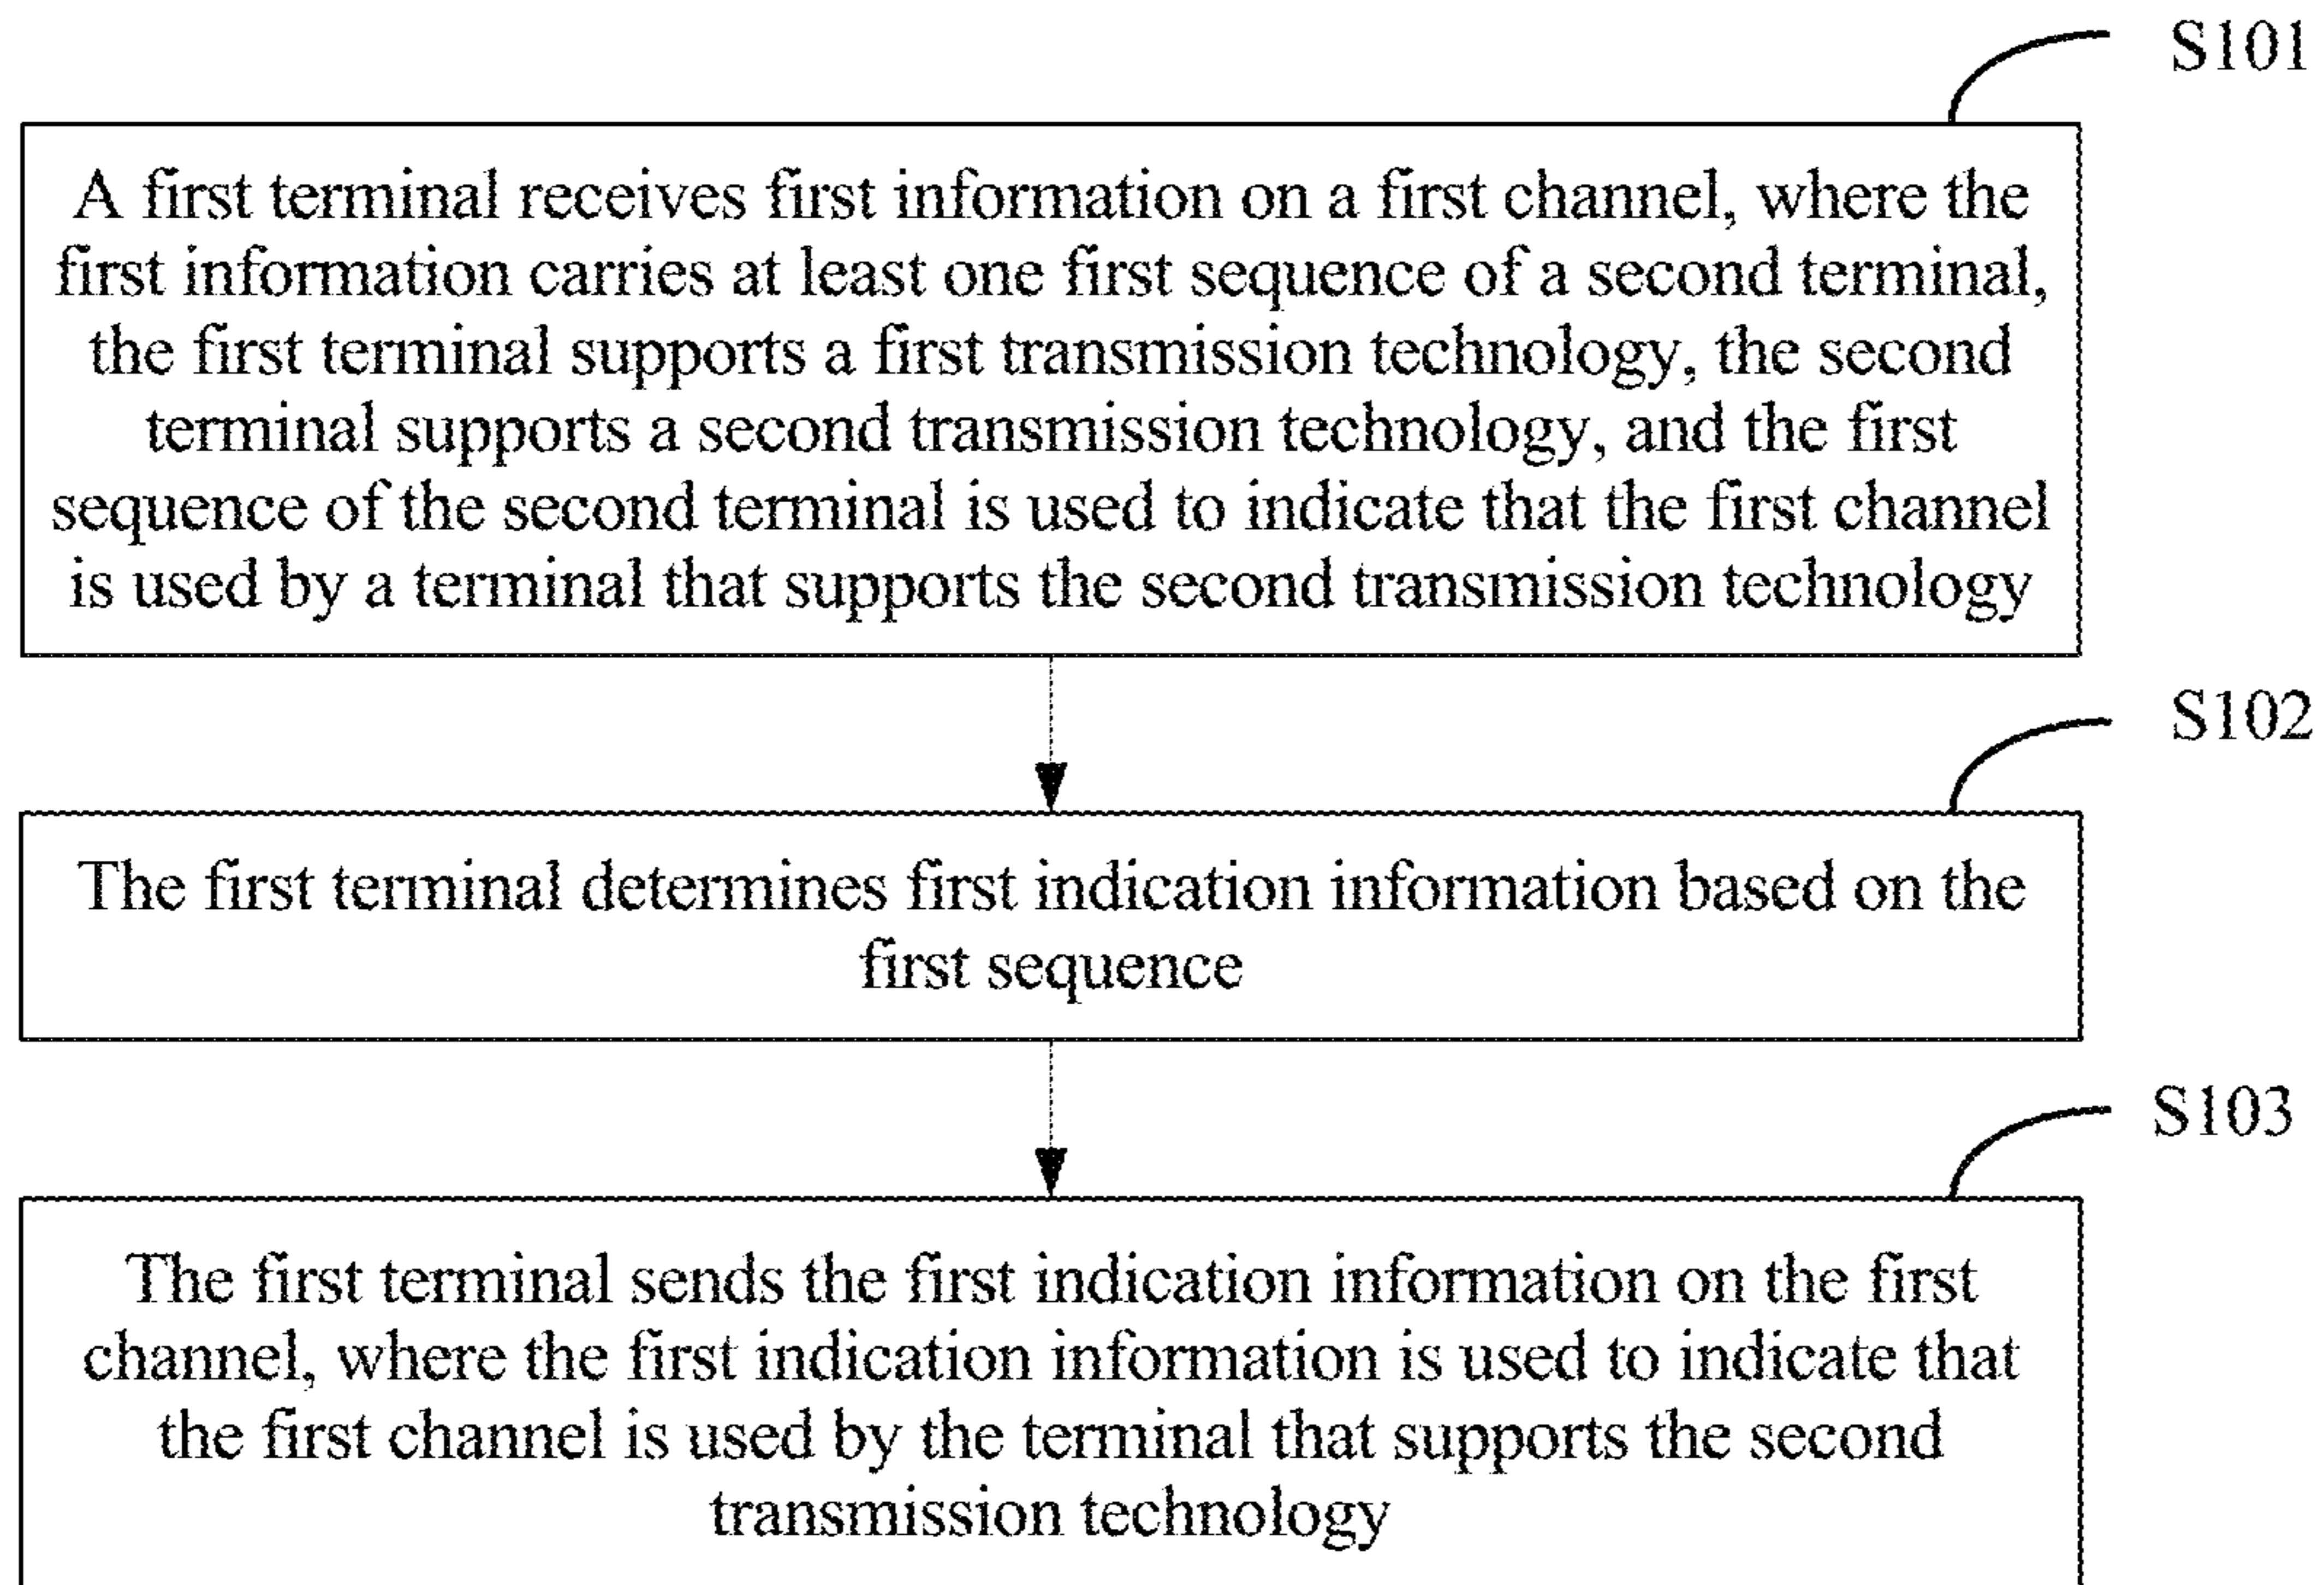 S101
A first terminal receives first information on a first channel, where the
first information carries at least one first sequence of a second terminal,
the first terminal supports a first transmission technology, the second
terminal supports a second transmission technology, and the first
sequence of the second terminal is used to indicate that the first channel
is used by a terminal that supports the second transmission technology
S102
The first terminal determines first indication information based on the
first sequence
S103
The first terminal sends the first indication information on the first
channel, where the first indication information is used to indicate that
the first channel is used by the terminal that supports the second
transmission technology